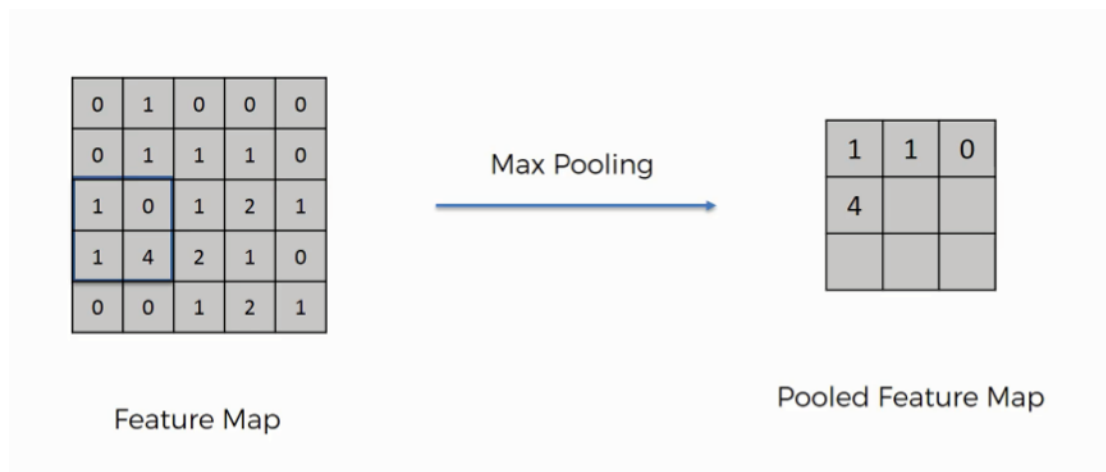 0 1 0 0 0
0 1 1 1 0
1 0 1 2 1
1 4 2 1 0
0 0 1 2 1
Feature Map
Max Pooling
1 1 0
4
Pooled Feature Map